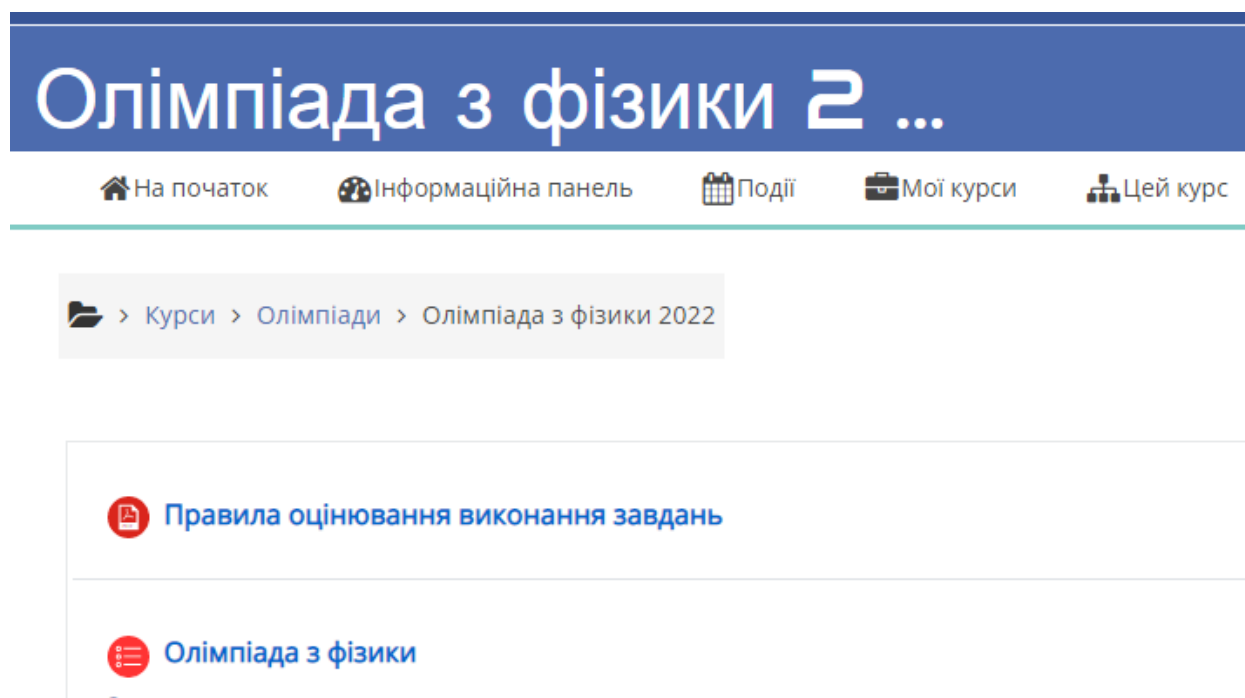 Олімпіада з фізики 2 ...
На початок Інформаційна панель Події Мої курси Цей курс
> Курси > Олімпіади > Олімпіада з фізики 2022
Правила оцінювання виконання завдань
Олімпіада з фізики